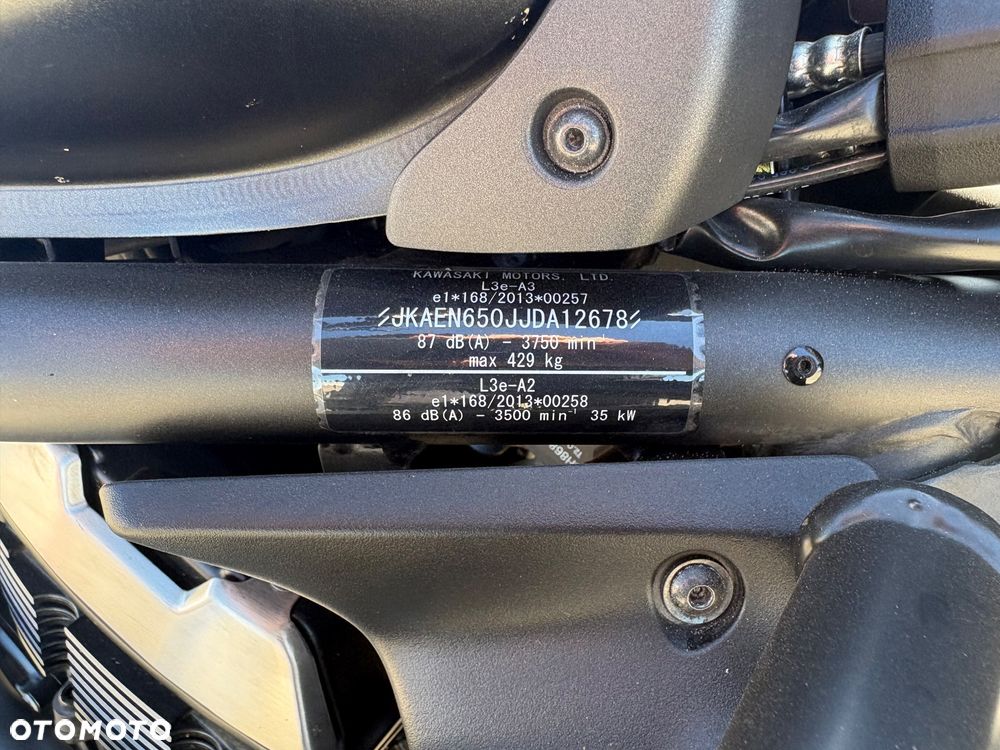 KAWASAKI MOTORS, LTD.
L3e-A3
e1*168/2013*00257
JKAEN650JJDA12678
87 dB(A) - 3750 min⁻¹
max 429 kg
L3e-A2
e1*168/2013*00258
86 dB(A) - 3500 min⁻¹ 35 kW
OTOMOTO